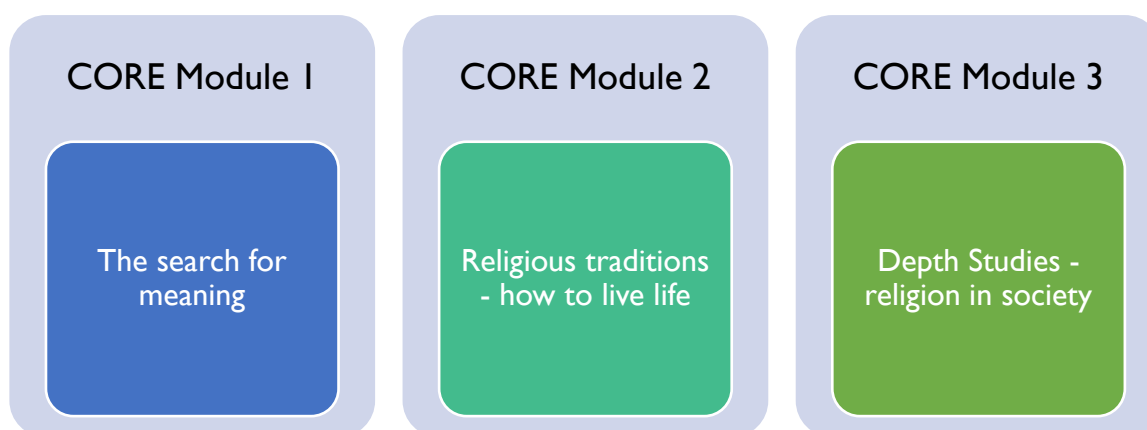 CORE Module 1
The search for
meaning
CORE Module 2
Religious traditions
- how to live life
CORE Module 3
Depth Studies -
religion in society